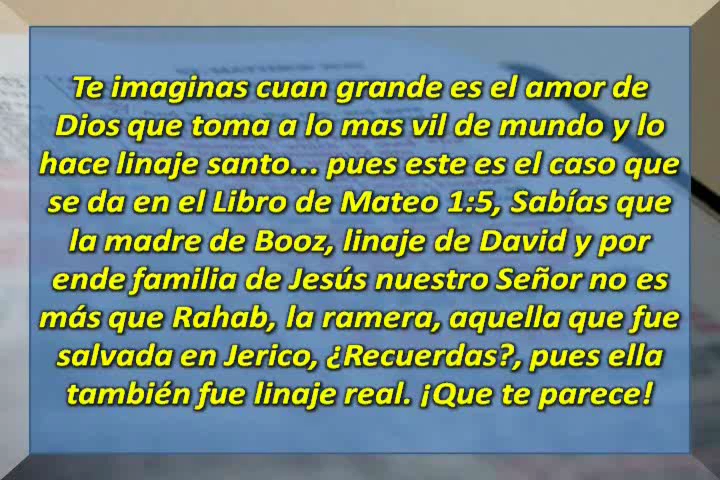 Te imaginas cuan grande es el amor de
Dios que toma a lo mas vil de mundo y lo
hace linaje santo... pues este es el caso que
se da en el Libro de Mateo 1:5, Sabías que
la madre de Booz, linaje de David y por
ende familia de Jesús nuestro Señor no es
más que Rahab, la ramera, aquella que fue
salvada en Jerico, ¿Recuerdas?, pues ella
también fue linaje real. ¡Que te parece!